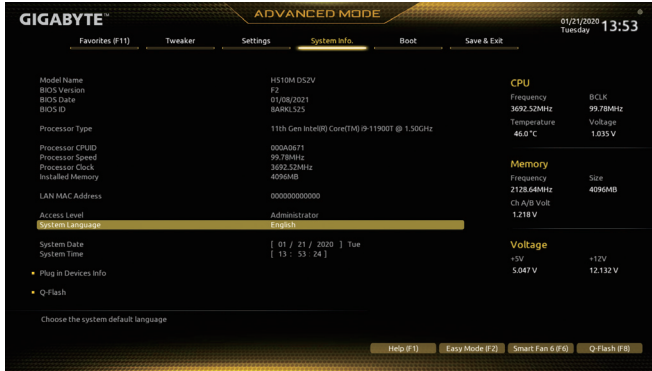 GIGABYTE™
ADVANCED MODE
01/21/2020 Tuesday 13:53
Favorites (F11) Tweaker Settings System Info. Boot Save & Exit
Model Name H510M DS2V
BIOS Version F2
BIOS Date 01/08/2021
BIOS ID 8ARKL525
Processor Type 11th Gen Intel(R) Core(TM) i9-11900T @ 1.50GHz
Processor CPUID 000A0671
Processor Speed 99.78MHz
Processor Clock 3692.52MHz
Installed Memory 4096MB
LAN MAC Address 000000000000
Access Level Administrator
System Language English
System Date [ 01 / 21 / 2020 ] Tue
System Time [ 13 : 53 : 24 ]
Plug in Devices Info
Q-Flash
CPU
Frequency BCLK
3692.52MHz 99.78MHz
Temperature Voltage
46.0 °C 1.035 V
Memory
Frequency Size
2128.64MHz 4096MB
Ch A/B Volt
1.218 V
Voltage
+5V +12V
5.047 V 12.132 V
Choose the system default language
Help (F1) Easy Mode (F2) Smart Fan 6 (F6) Q-Flash (F8)